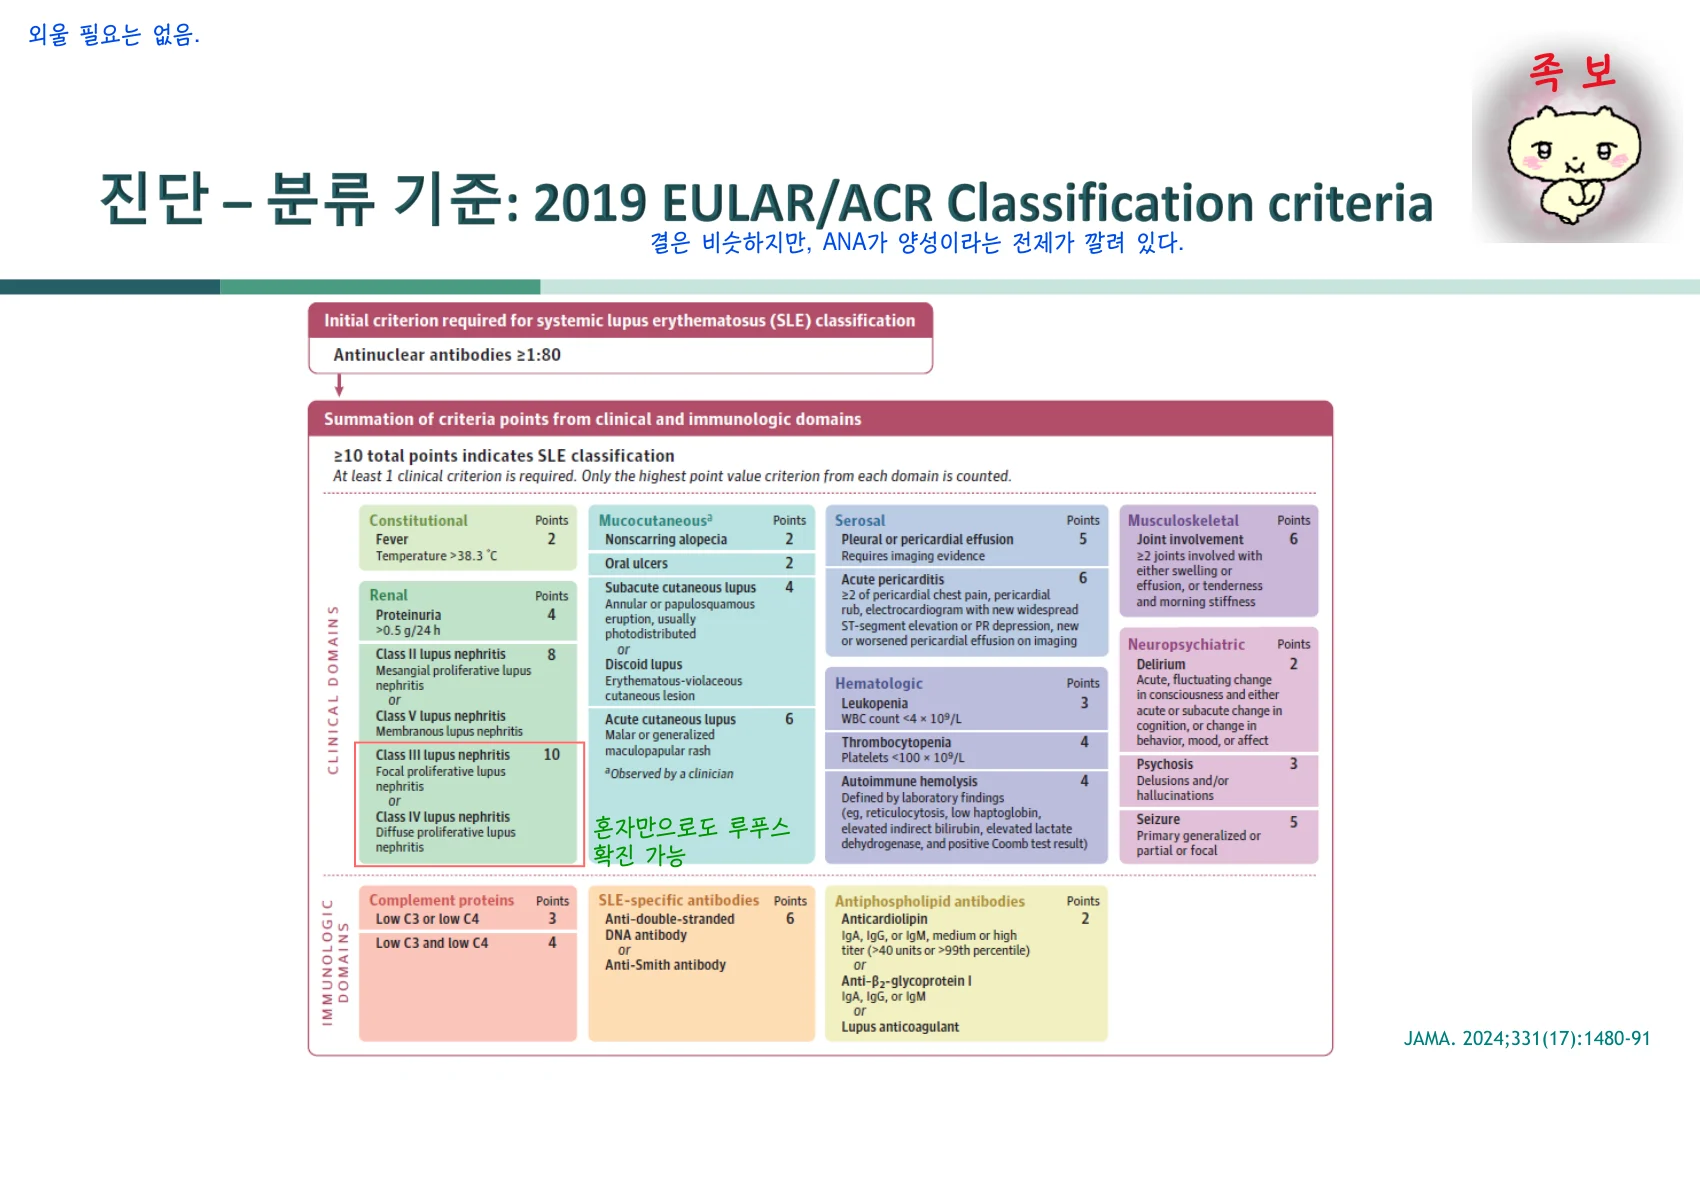 외울 필요는 없음.
족 보
진단 – 분류 기준: 2019 EULAR/ACR Classification criteria
결은 비슷하지만, ANA가 양성이라는 전제가 깔려 있다.
Initial criterion required for systemic lupus erythematosus (SLE) classification
Antinuclear antibodies ≥1:80
Summation of criteria points from clinical and immunologic domains
≥10 total points indicates SLE classification
At least 1 clinical criterion is required. Only the highest point value criterion from each domain is counted.
CLINICAL DOMAINS
Constitutional Points
Fever 2
Temperature >38.3 ˚C
Renal Points
Proteinuria 4
>0.5 g/24 h
Class II lupus nephritis 8
Mesangial proliferative lupus
nephritis
or
Class V lupus nephritis
Membranous lupus nephritis
Class III lupus nephritis 10
Focal proliferative lupus
nephritis
or
Class IV lupus nephritis
Diffuse proliferative lupus
nephritis
Mucocutaneousᵃ Points
Nonscarring alopecia 2
Oral ulcers 2
Subacute cutaneous lupus 4
Annular or papulosquamous
eruption, usually
photodistributed
or
Discoid lupus
Erythematous-violaceous
cutaneous lesion
Acute cutaneous lupus 6
Malar or generalized
maculopapular rash
ᵃObserved by a clinician
혼자만으로도 루푸스
확진 가능
Serosal Points
Pleural or pericardial effusion 5
Requires imaging evidence
Acute pericarditis 6
≥2 of pericardial chest pain, pericardial
rub, electrocardiogram with new widespread
ST-segment elevation or PR depression, new
or worsened pericardial effusion on imaging
Hematologic Points
Leukopenia 3
WBC count <4 × 10⁹/L
Thrombocytopenia 4
Platelets <100 × 10⁹/L
Autoimmune hemolysis 4
Defined by laboratory findings
(eg, reticulocytosis, low haptoglobin,
elevated indirect bilirubin, elevated lactate
dehydrogenase, and positive Coomb test result)
Musculoskeletal Points
Joint involvement 6
≥2 joints involved with
either swelling or
effusion, or tenderness
and morning stiffness
Neuropsychiatric Points
Delirium 2
Acute, fluctuating change
in consciousness and either
acute or subacute change in
cognition, or change in
behavior, mood, or affect
Psychosis 3
Delusions and/or
hallucinations
Seizure 5
Primary generalized or
partial or focal
IMMUNOLOGIC
DOMAINS
Complement proteins Points
Low C3 or low C4 3
Low C3 and low C4 4
SLE-specific antibodies Points
Anti-double-stranded 6
DNA antibody
or
Anti-Smith antibody
Antiphospholipid antibodies Points
Anticardiolipin 2
IgA, IgG, or IgM, medium or high
titer (>40 units or >99th percentile)
or
Anti-β₂-glycoprotein I
IgA, IgG, or IgM
or
Lupus anticoagulant
JAMA. 2024;331(17):1480-91